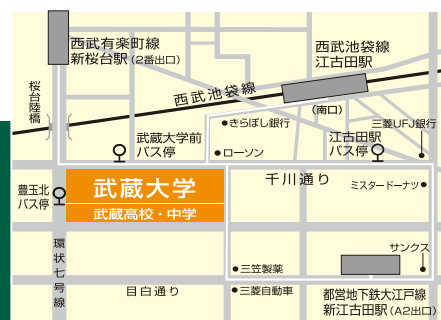 西武有楽町線
新桜台駅(2番出口)
西武池袋線
江古田駅
桜台陸橋
西武池袋線
(南口)
きらぼし銀行
三菱UFJ銀行
武蔵大学前
バス停
江古田駅
バス停
ローソン
千川通り
ミスタードーナツ
豊玉北
バス停
武蔵大学
武蔵高校・中学
環状七号線
サンクス
三笠製薬
目白通り
三菱自動車
都営地下鉄大江戸線
新江古田駅(A2出口)